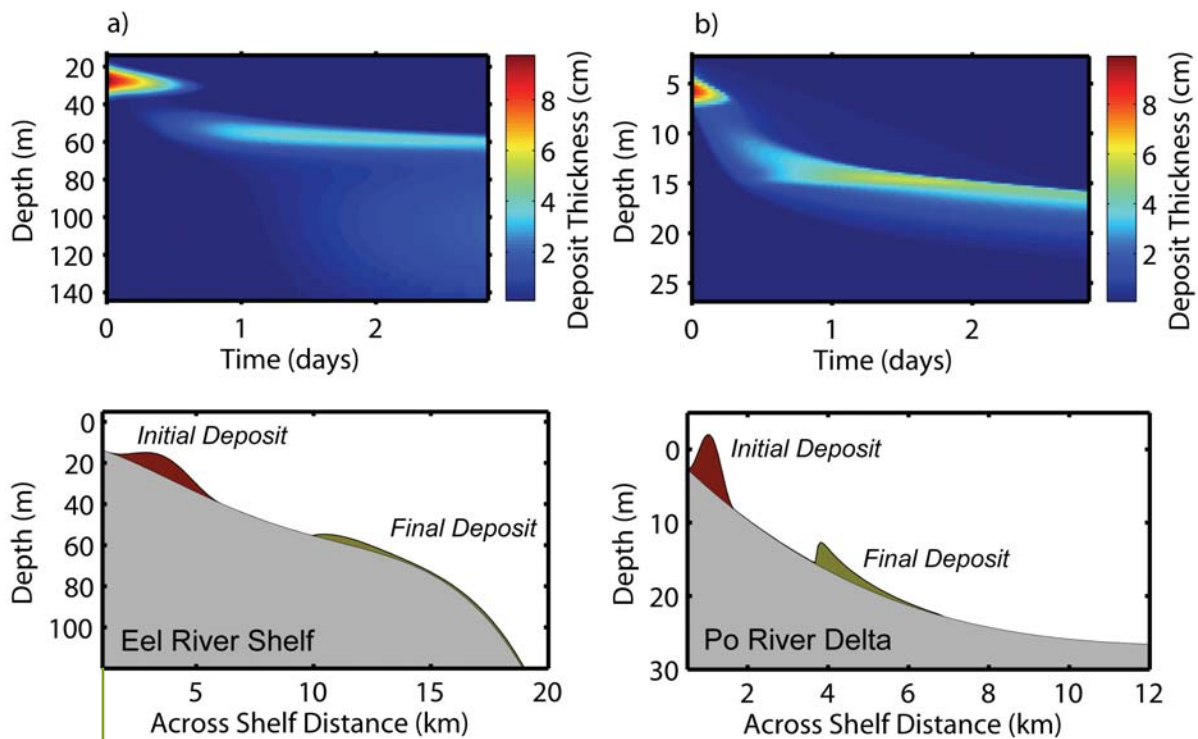 a)
20
40
60
80
100
120
140
Depth (m)
0
1
2
Time (days)
8
6
4
2
Deposit Thickness (cm)
b)
5
10
15
20
25
Depth (m)
0
1
2
Time (days)
8
6
4
2
Deposit Thickness (cm)
0
20
40
60
80
100
Depth (m)
Initial Deposit
Final Deposit
Eel River Shelf
5
10
15
20
Across Shelf Distance (km)
0
10
20
30
Depth (m)
Initial Deposit
Final Deposit
Po River Delta
2
4
6
8
10
12
Across Shelf Distance (km)